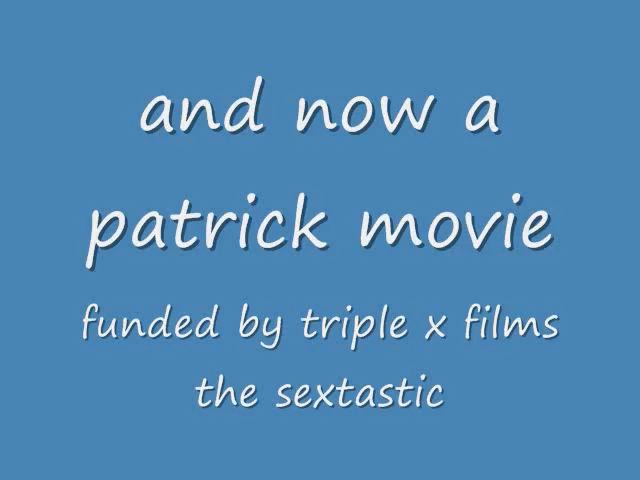 and now a
patrick movie
funded by triple x films
the sextastic